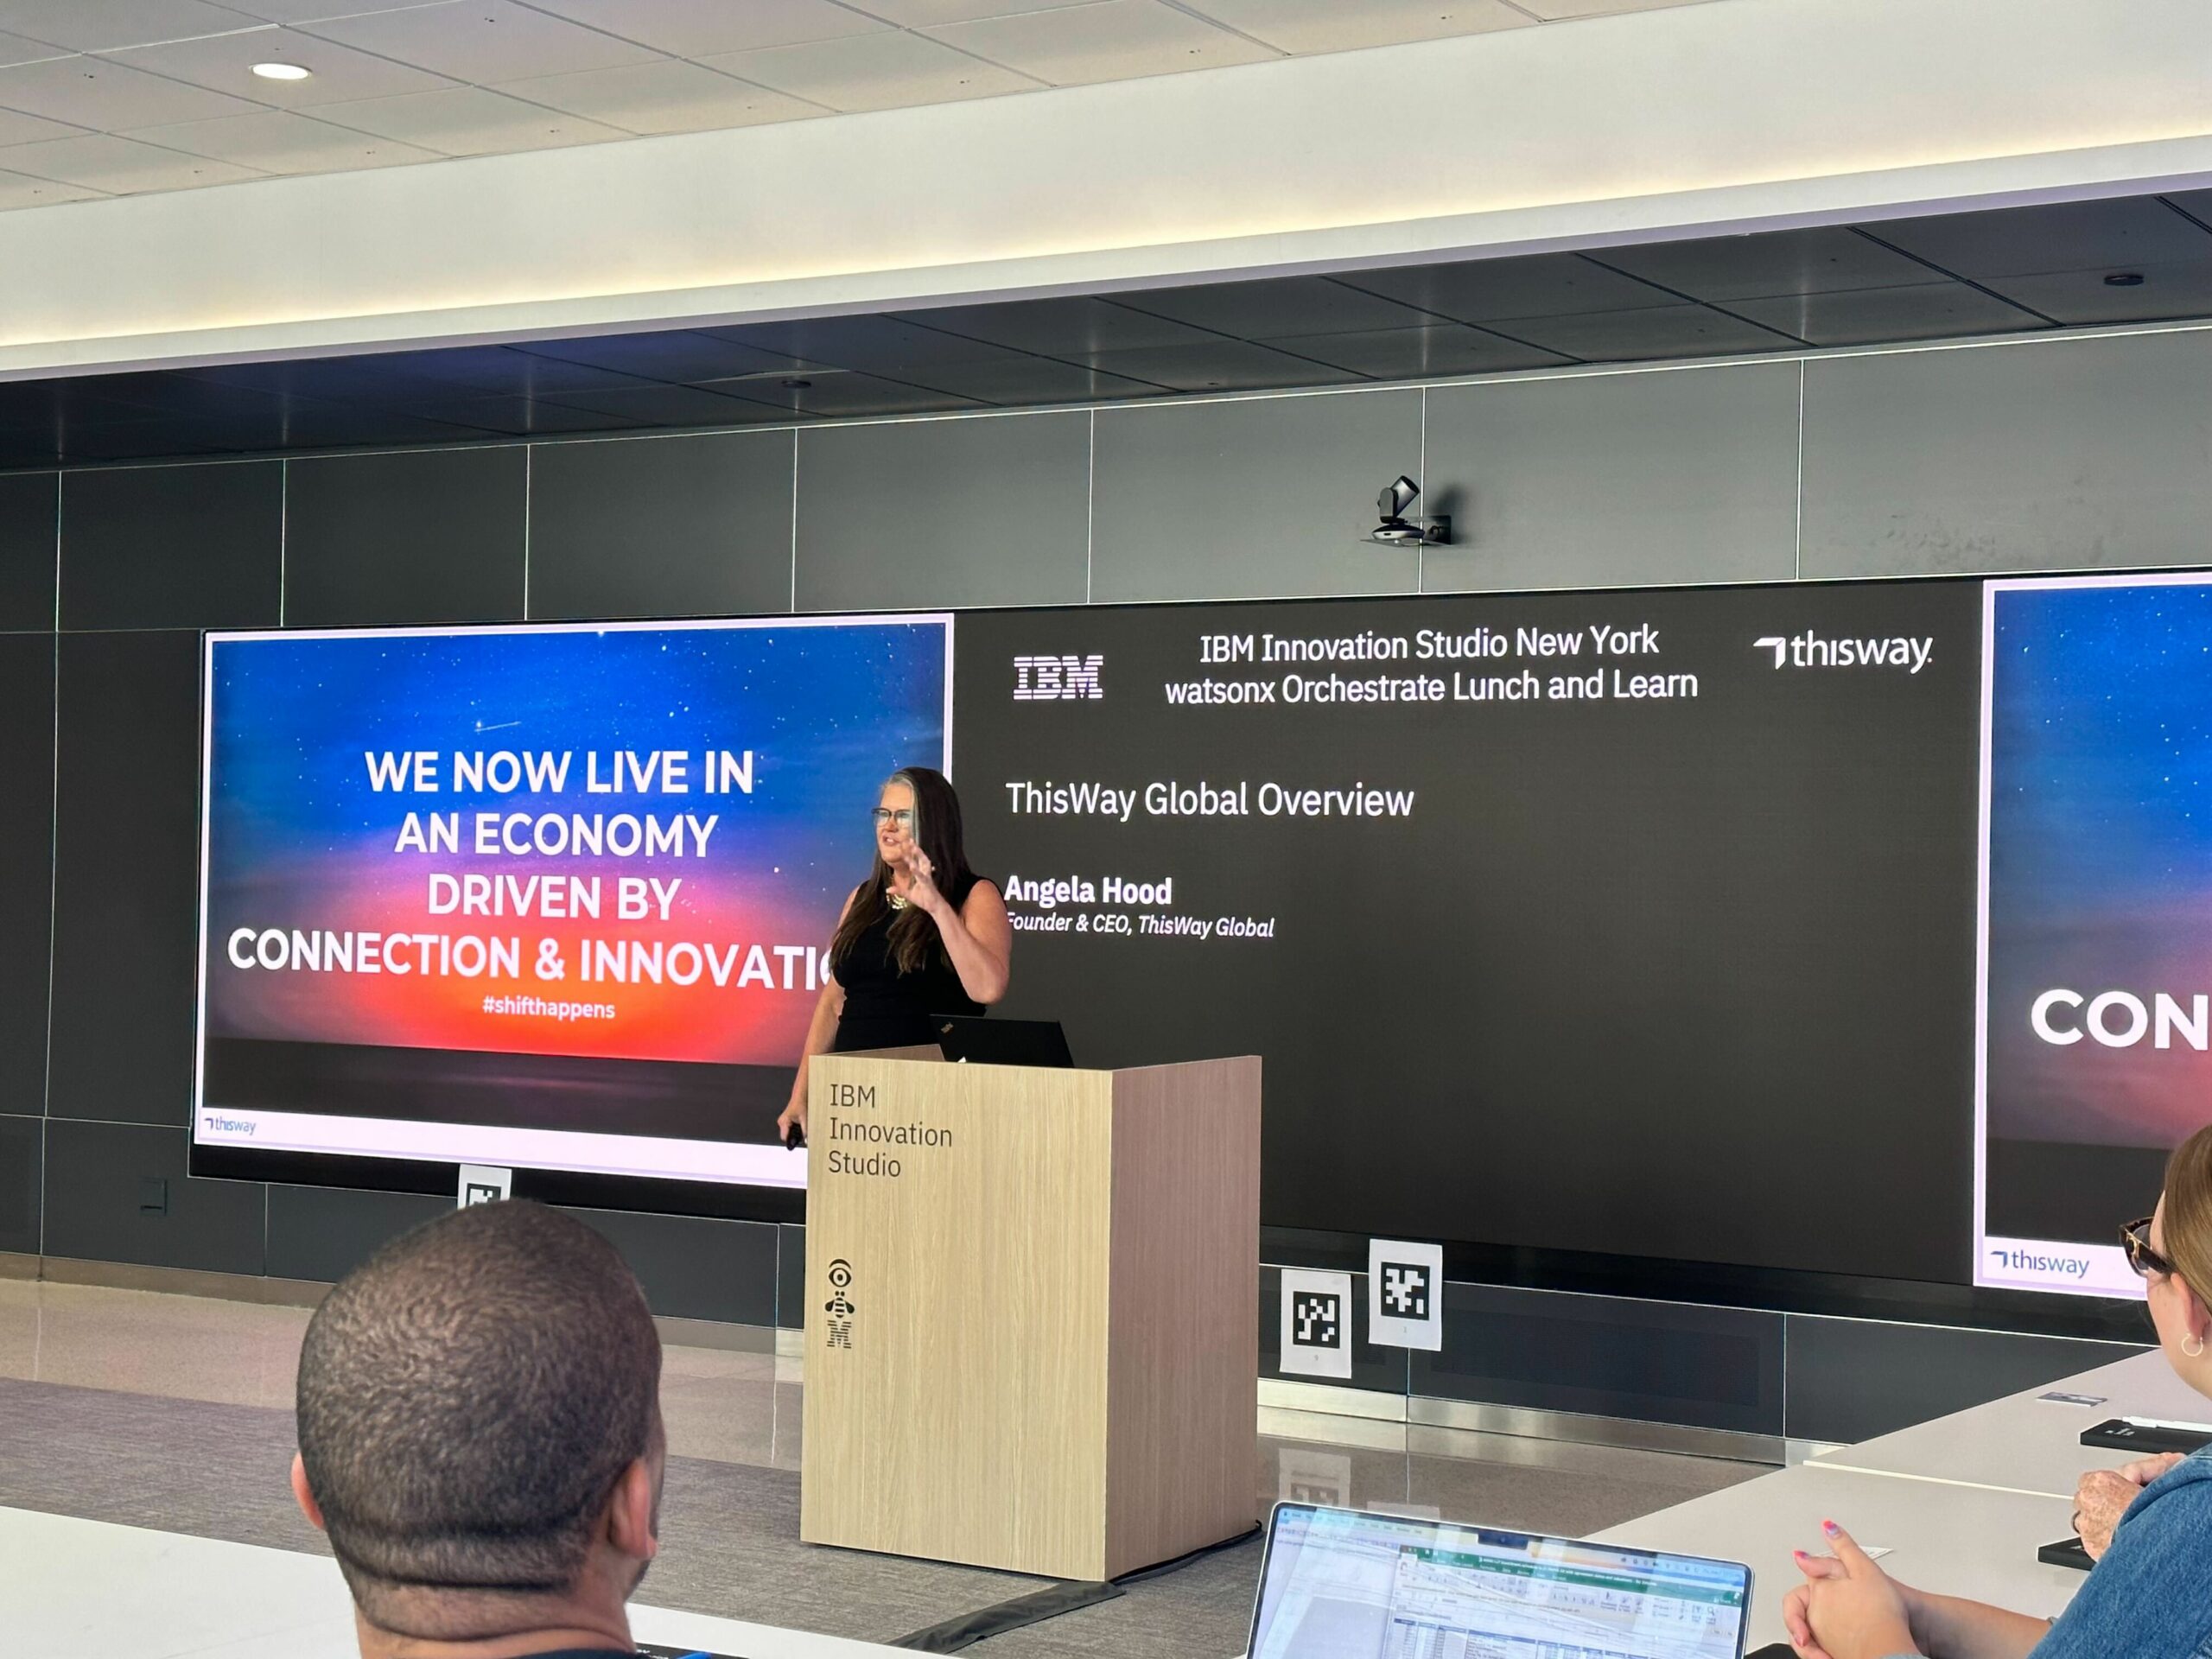 WE NOW LIVE IN
AN ECONOMY
DRIVEN BY
CONNECTION & INNOVATIO
#shifthappens
thisway
IBM
IBM Innovation Studio New York
watsonx Orchestrate Lunch and Learn
thisway.
ThisWay Global Overview
Angela Hood
Founder & CEO, ThisWay Global
CON
thisway
IBM
Innovation
Studio
M